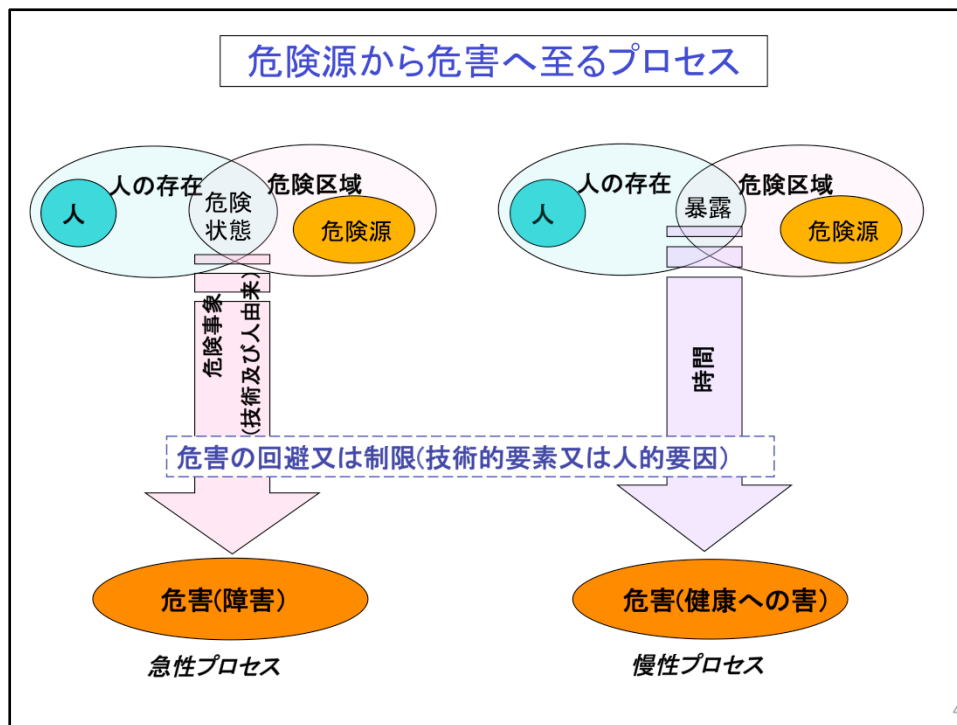 危険源から危害へ至るプロセス
人の存在
危険区域
人
危険
状態
危険源
危険事象
(技術及び人由来)
人の存在
危険区域
人
暴露
危険源
時間
危害の回避又は制限(技術的要素又は人的要因)
危害(障害)
危害(健康への害)
急性プロセス
慢性プロセス
4